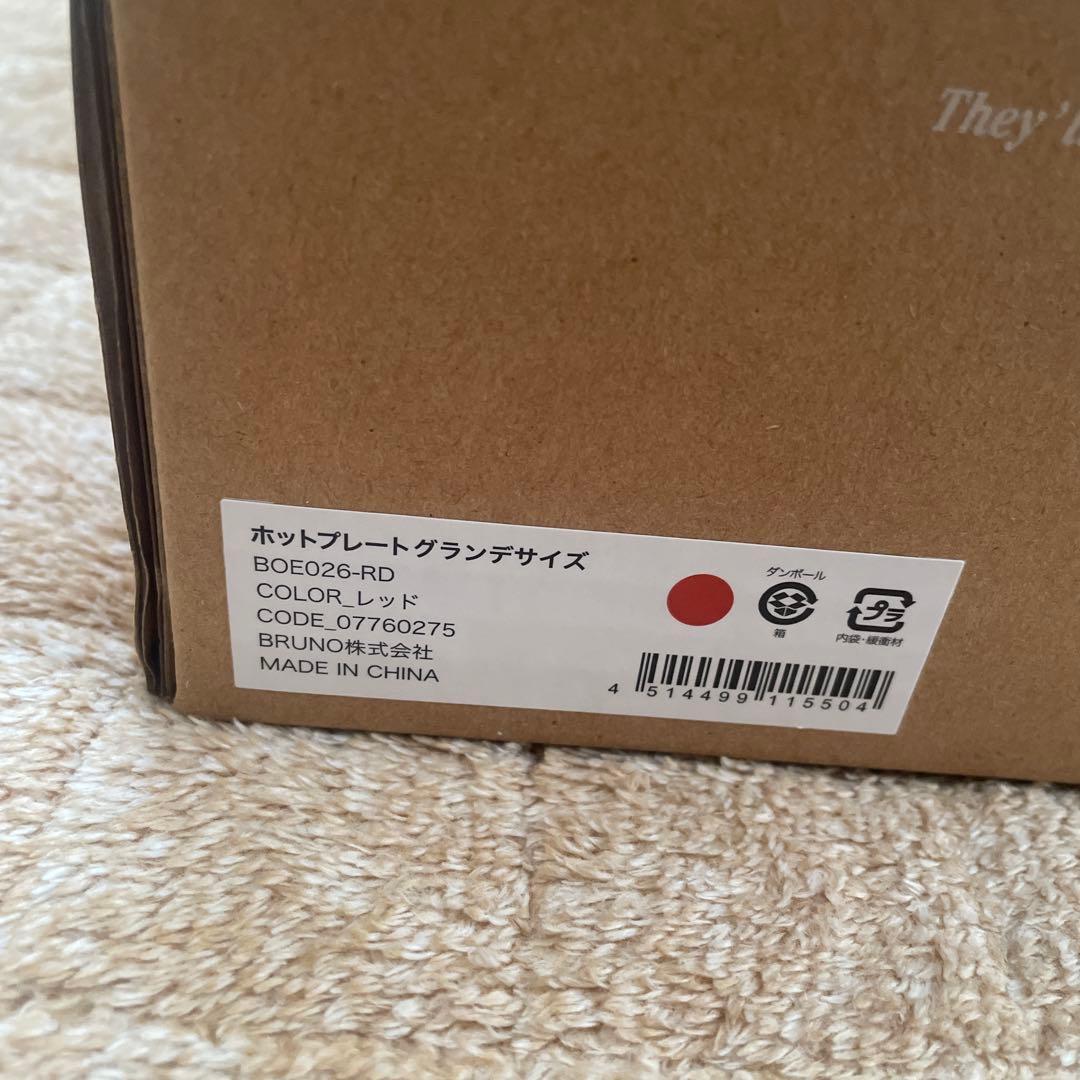 ホットプレート グランデサイズ
BOE026-RD
COLOR_レッド
CODE_07760275
BRUNO株式会社
MADE IN CHINA
ダンボール
箱
プラ
内袋・緩衝材
4 514499 115504